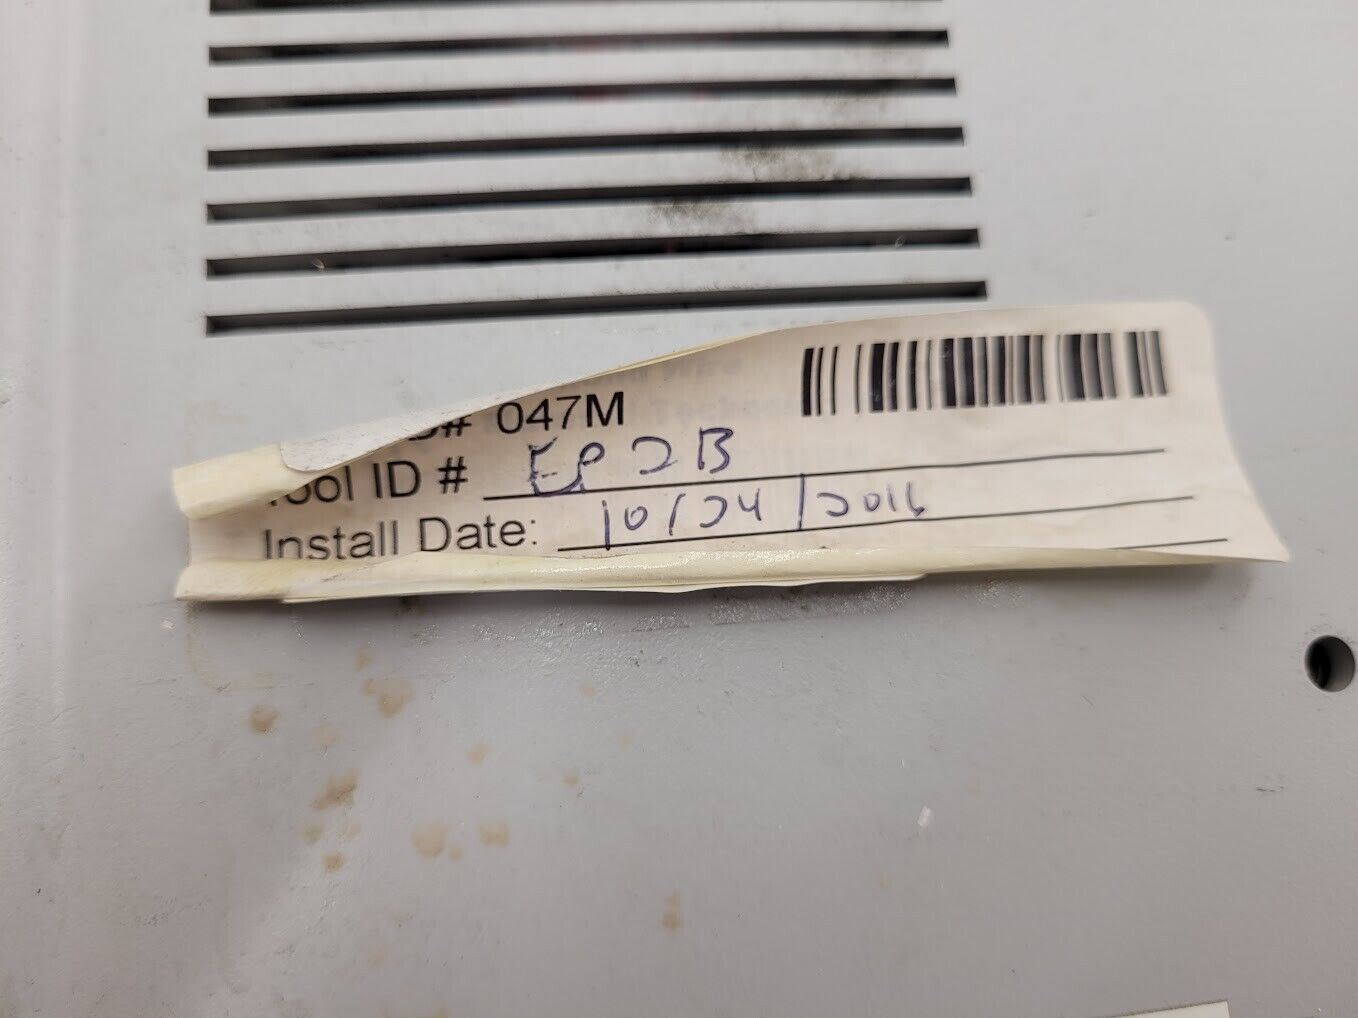 # 047M
Tool ID # EP2B
Install Date: 10/24/2016